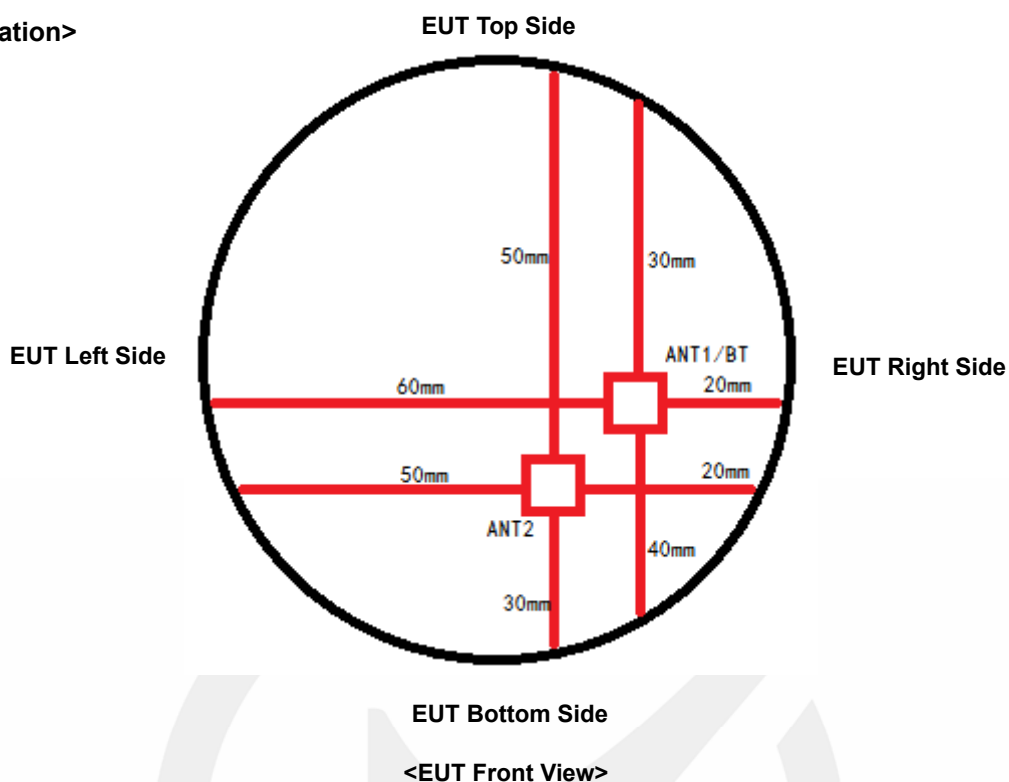 ation>
EUT Top Side
50mm
30mm
EUT Left Side
ANT1/BT
EUT Right Side
60mm
20mm
50mm
20mm
ANT2
40mm
30mm
EUT Bottom Side
<EUT Front View>